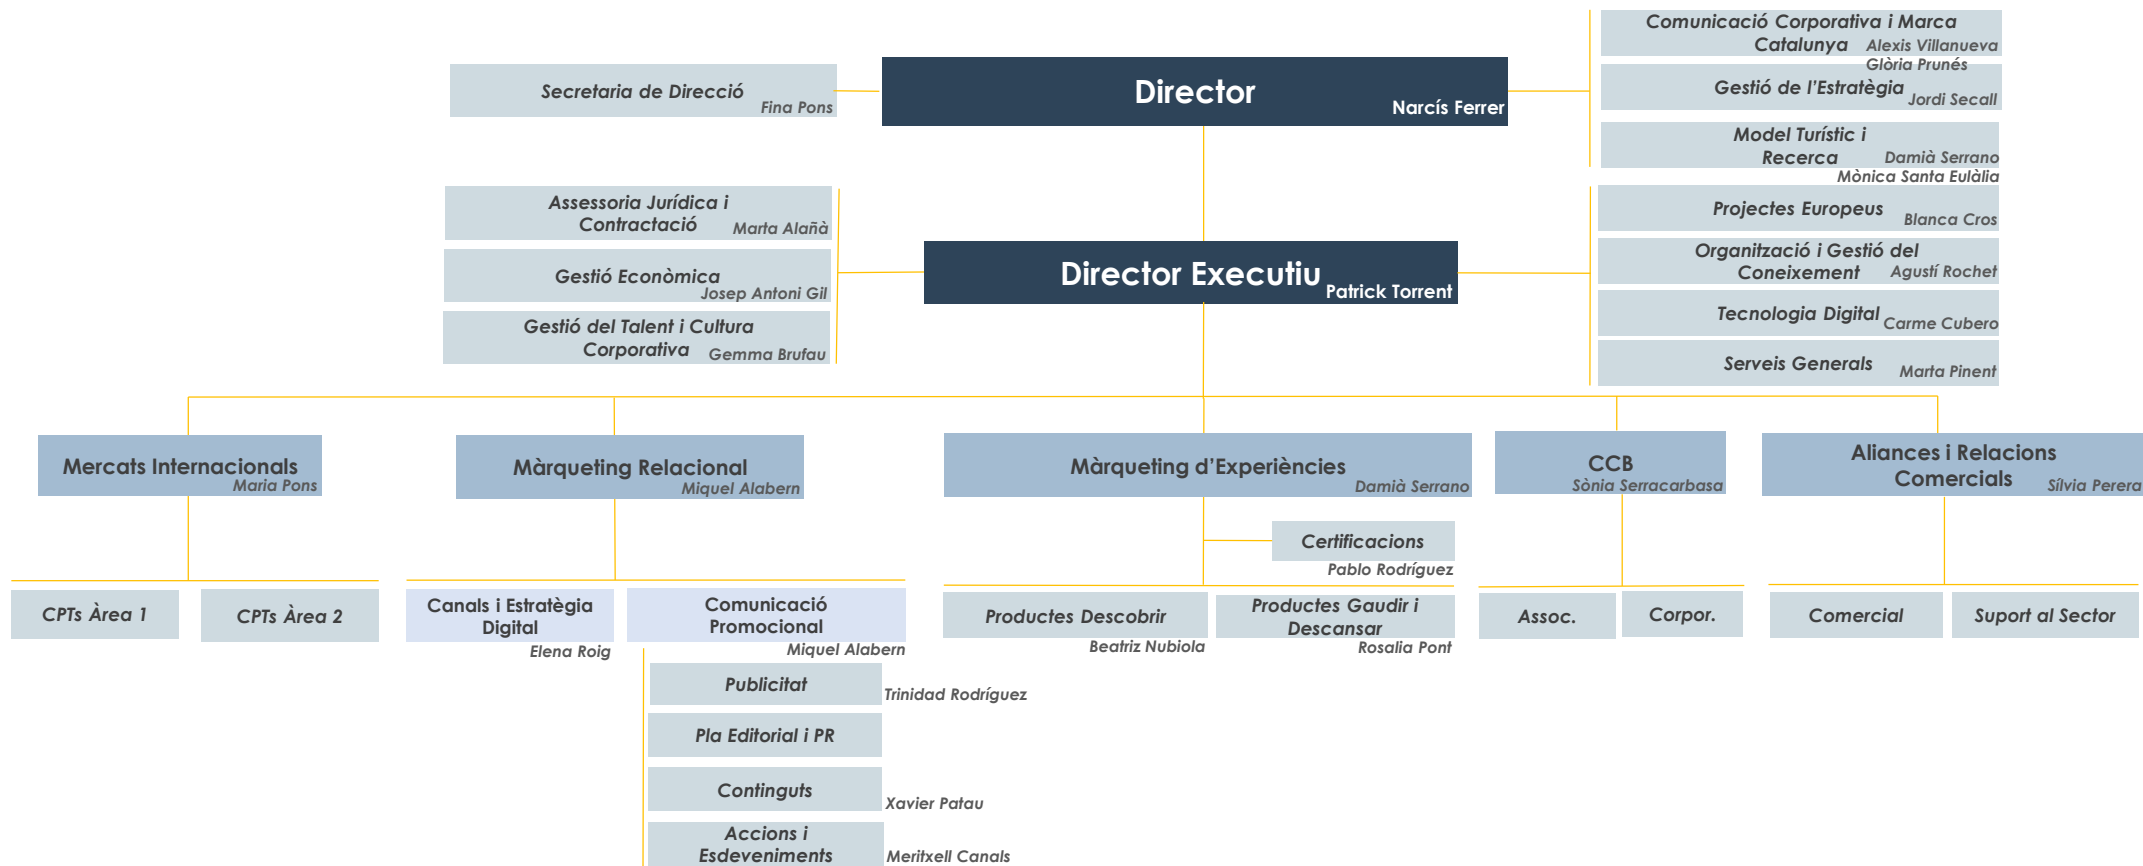 Comunicació Corporativa i Marca
Catalunya Alexis Villanueva
Glòria Prunés
Secretaria de Direcció
Fina Pons
Director
Narcís Ferrer
Gestió de l’Estratègia
Jordi Secall
Model Turístic i
Recerca Damià Serrano
Mònica Santa Eulàlia
Assessoria Jurídica i
Contractació Marta Alañà
Gestió Econòmica
Josep Antoni Gil
Gestió del Talent i Cultura
Corporativa Gemma Brufau
Director Executiu
Patrick Torrent
Projectes Europeus
Blanca Cros
Organització i Gestió del
Coneixement Agustí Rochet
Tecnologia Digital
Carme Cubero
Serveis Generals
Marta Pinent
Mercats Internacionals
Maria Pons
Màrqueting Relacional
Miquel Alabern
Màrqueting d’Experiències
Damià Serrano
CCB
Sònia Serracarbasa
Aliances i Relacions
Comercials Sílvia Perera
Certificacions
Pablo Rodríguez
CPTs Àrea 1
CPTs Àrea 2
Canals i Estratègia
Digital
Elena Roig
Comunicació
Promocional
Miquel Alabern
Productes Descobrir
Beatriz Nubiola
Productes Gaudir i
Descansar
Rosalia Pont
Assoc.
Corpor.
Comercial
Suport al Sector
Publicitat
Trinidad Rodríguez
Pla Editorial i PR
Continguts
Xavier Patau
Accions i
Esdeveniments
Meritxell Canals